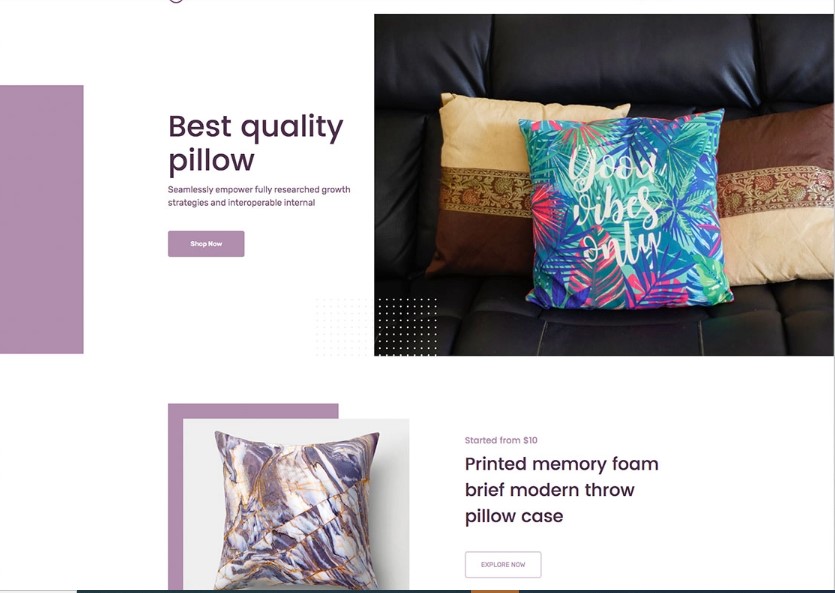 Best quality
pillow
Seamlessly empower fully researched growth
strategies and interoperable internal
Shop Now
Good
vibes
only
Started from $10
Printed memory foam
brief modern throw
pillow case
EXPLORE NOW